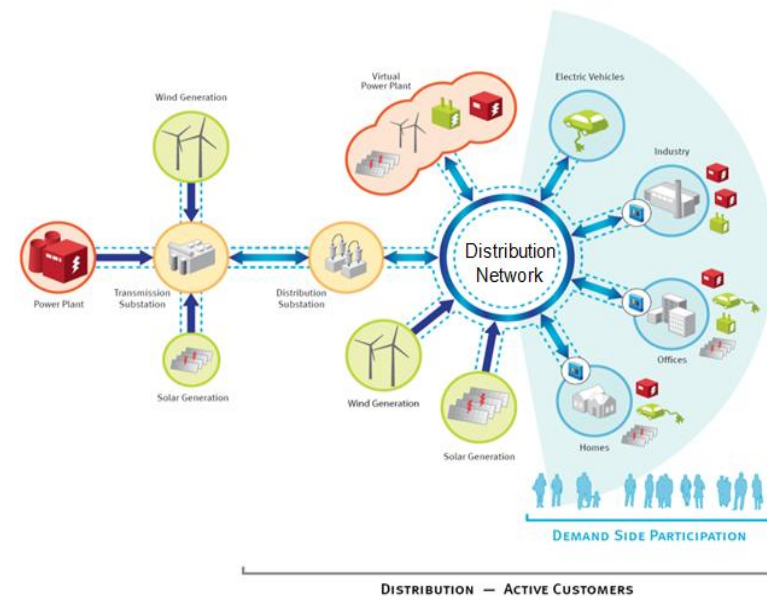 Wind Generation
Virtual
Power Plant
Electric Vehicles
Industry
Distribution
Network
Power Plant
Transmission
Substation
Distribution
Substation
Offices
Solar Generation
Wind Generation
Solar Generation
Homes
DEMAND SIDE PARTICIPATION
DISTRIBUTION — ACTIVE CUSTOMERS